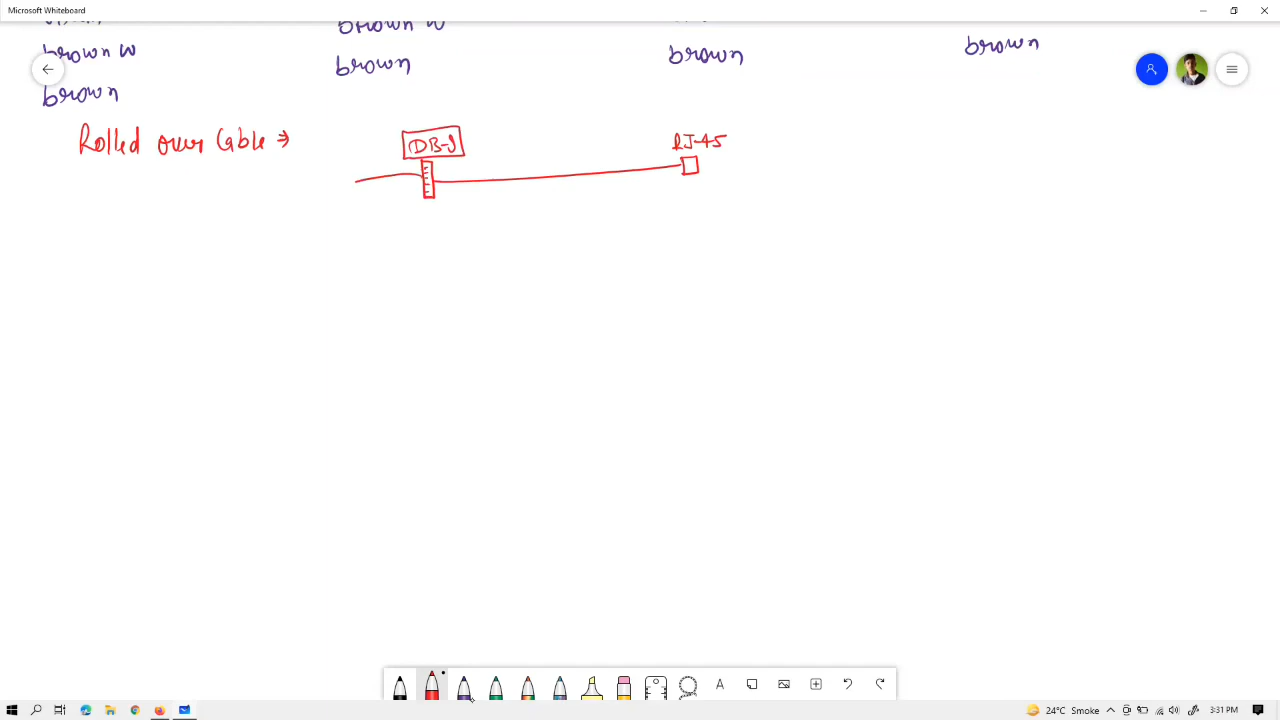 Microsoft Whiteboard
brown w
brown w
brown
brown
brown
brown
Rolled over Cable →
DB-9
RJ-45
A
24°C Smoke
3:31 PM